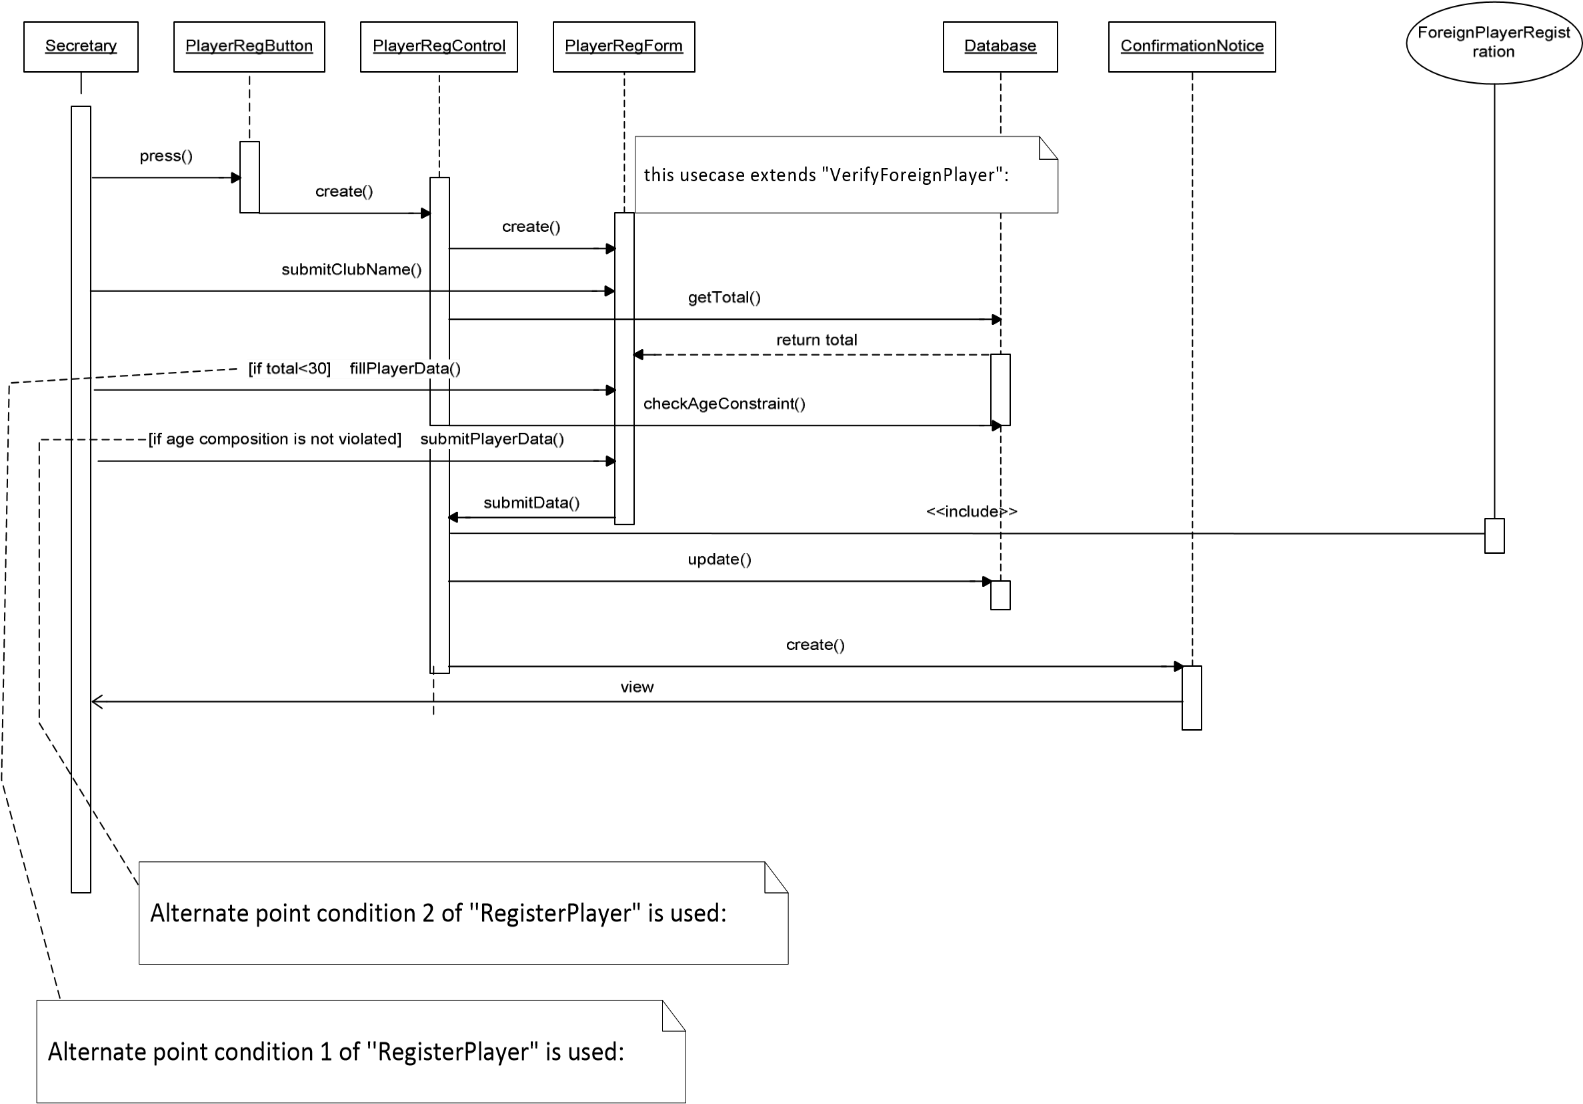 Secretary
PlayerRegButton
PlayerRegControl
PlayerRegForm
Database
ConfirmationNotice
ForeignPlayerRegist
ration
press()
this usecase extends "VerifyForeignPlayer":
create()
create()
submitClubName()
getTotal()
return total
[if total<30] fillPlayerData()
checkAgeConstraint()
[if age composition is not violated] submitPlayerData()
submitData()
<<include>>
update()
create()
view
Alternate point condition 2 of "RegisterPlayer" is used:
Alternate point condition 1 of "RegisterPlayer" is used: